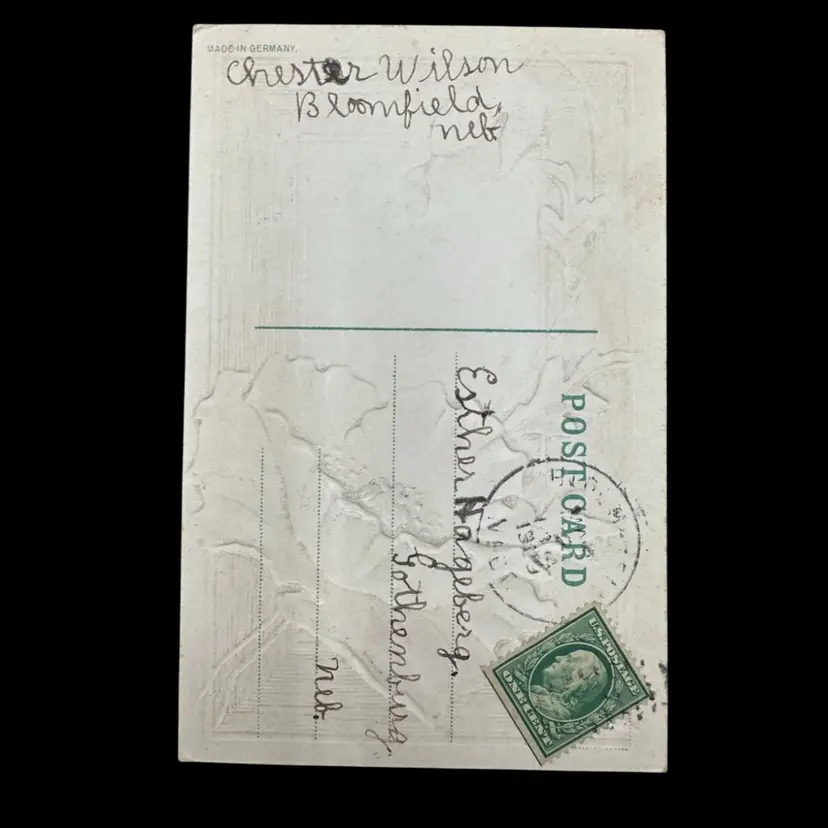 MADE IN GERMANY.
Chester Wilson
Bloomfield,
Neb.
POST CARD
Esther Hageberg.
Gothenburg,
Neb.
U.S. POSTAGE
ONE CENT